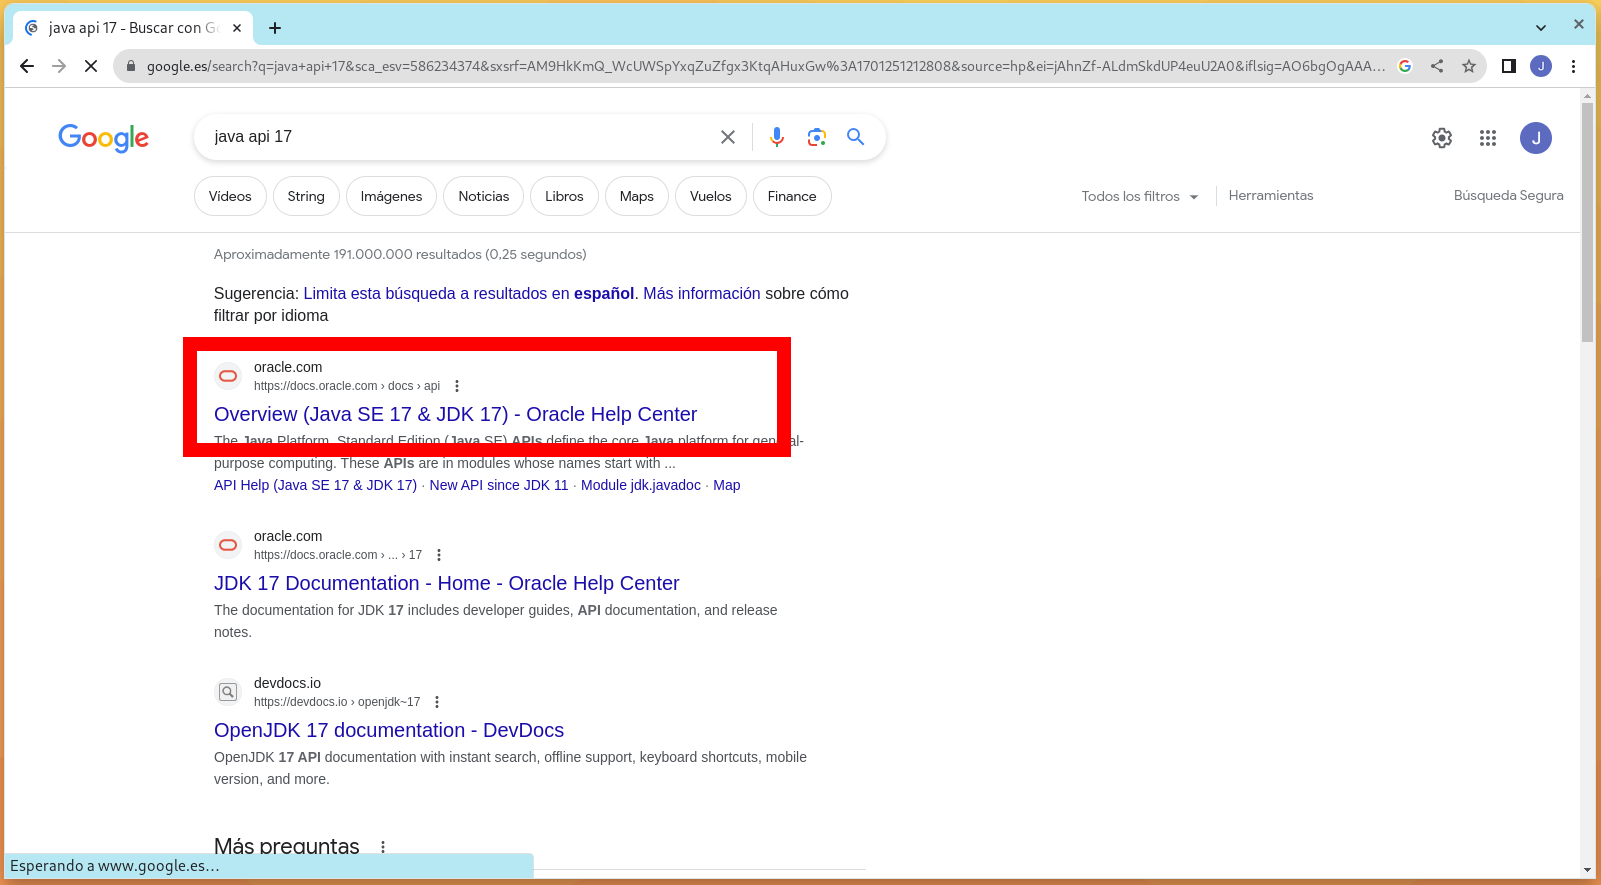 java api 17 - Buscar con Go
google.es/search?q=java+api+17&sca_esv=586234374&sxsrf=AM9HkKmQ_WcUWSpYxqZuZfgx3KtqAHuxGw%3A1701251212808&source=hp&ei=jAhnZf-ALdmSkdUP4euU2A0&iflsig=AO6bgOgAAA...
J
Google
java api 17
J
Vídeos
String
Imágenes
Noticias
Libros
Maps
Vuelos
Finance
Todos los filtros
Herramientas
Búsqueda Segura
Aproximadamente 191.000.000 resultados (0,25 segundos)
Sugerencia: Limita esta búsqueda a resultados en español. Más información sobre cómo
filtrar por idioma
oracle.com
https://docs.oracle.com › docs › api
Overview (Java SE 17 & JDK 17) - Oracle Help Center
The Java Platform, Standard Edition (Java SE) APIs define the core Java platform for general-
purpose computing. These APIs are in modules whose names start with ...
API Help (Java SE 17 & JDK 17) · New API since JDK 11 · Module jdk.javadoc · Map
oracle.com
https://docs.oracle.com › ... › 17
JDK 17 Documentation - Home - Oracle Help Center
The documentation for JDK 17 includes developer guides, API documentation, and release
notes.
devdocs.io
https://devdocs.io › openjdk~17
OpenJDK 17 documentation - DevDocs
OpenJDK 17 API documentation with instant search, offline support, keyboard shortcuts, mobile
version, and more.
Más preguntas
Esperando a www.google.es...